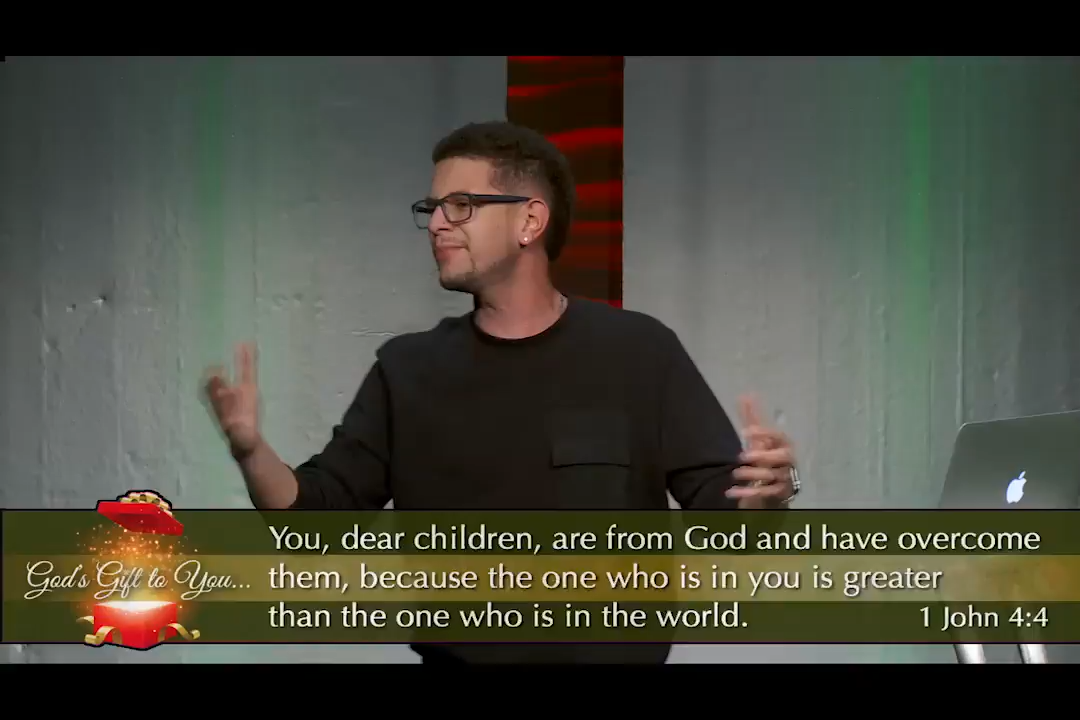 God's Gift to You...
You, dear children, are from God and have overcome
them, because the one who is in you is greater
than the one who is in the world.
1 John 4:4